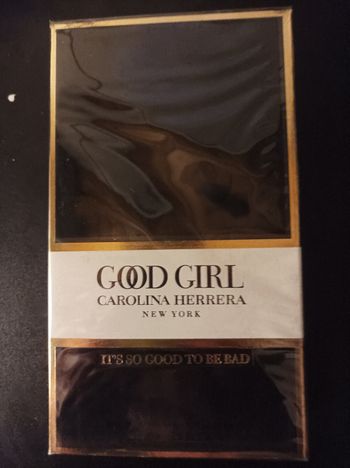 GOOD GIRL
CAROLINA HERRERA
NEW YORK
IT'S SO GOOD TO BE BAD